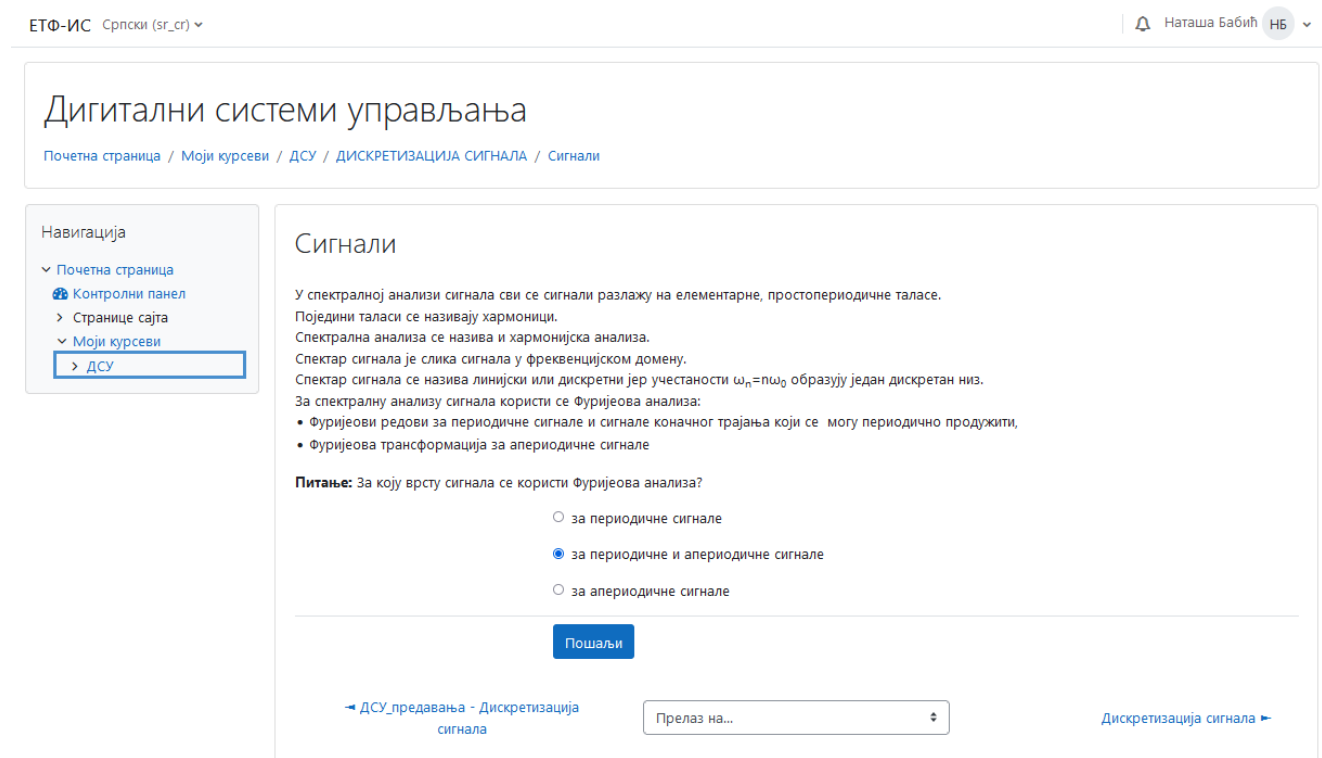 ЕТФ-ИС Српски (sr_cr)
Наташа Бабић НБ
Дигитални системи управљања
Почетна страница / Моји курсеви / ДСУ / ДИСКРЕТИЗАЦИЈА СИГНАЛА / Сигнали
Навигација
Почетна страница
Контролни панел
Странице сајта
Моји курсеви
ДСУ
Сигнали
У спектралној анализи сигнала сви се сигнали разлажу на елементарне, простопериодичне таласе.
Поједини таласи се називају хармоници.
Спектрална анализа се назива и хармонијска анализа.
Спектар сигнала је слика сигнала у фреквенцијском домену.
Спектар сигнала се назива линијски или дискретни јер учестаности ωₙ=nω₀ образују један дискретан низ.
За спектралну анализу сигнала користи се Фуријеова анализа:
• Фуријеови редови за периодичне сигнале и сигнале коначног трајања који се могу периодично продужити,
• Фуријеова трансформација за апериодичне сигнале
Питање: За коју врсту сигнала се користи Фуријеова анализа?
за периодичне сигнале
за периодичне и апериодичне сигнале
за апериодичне сигнале
Пошаљи
◄ ДСУ_предавања - Дискретизација
сигнала
Прелаз на...
Дискретизација сигнала ►